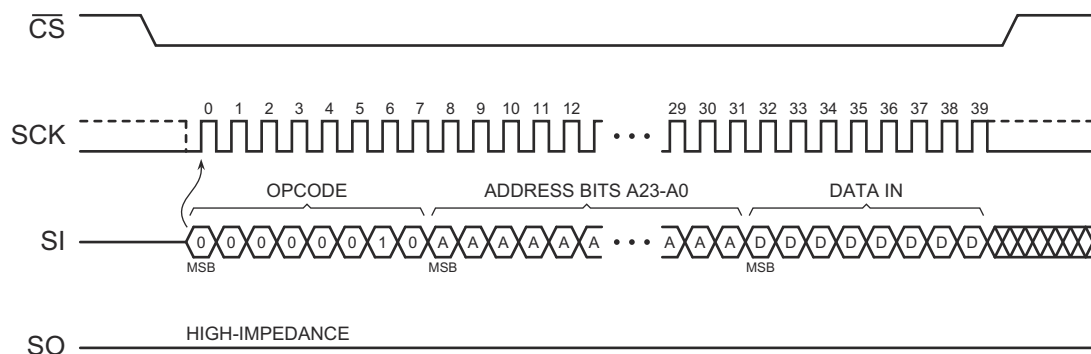 CS
0 1 2 3 4 5 6 7 8 9 10 11 12 29 30 31 32 33 34 35 36 37 38 39
SCK
OPCODE ADDRESS BITS A23-A0 DATA IN
SI 0 0 0 0 0 0 1 0 A A A A A A A A A D D D D D D D D
MSB MSB MSB
HIGH-IMPEDANCE
SO